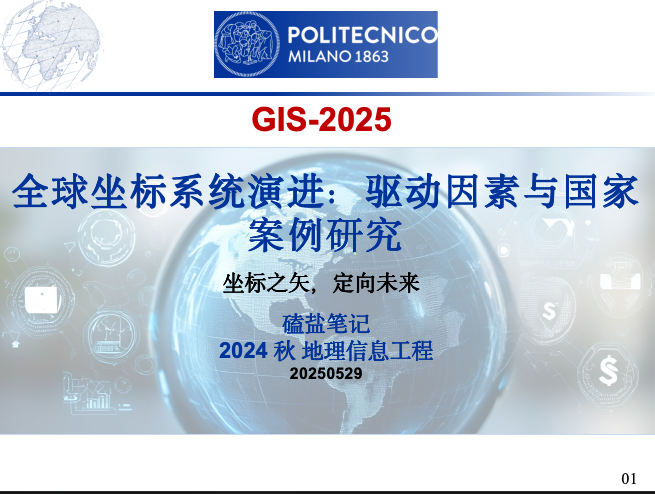 POLITECNICO
MILANO 1863
GIS-2025
全球坐标系统演进：驱动因素与国家
案例研究
坐标之矢，定向未来
磕盐笔记
2024 秋 地理信息工程
20250529
01